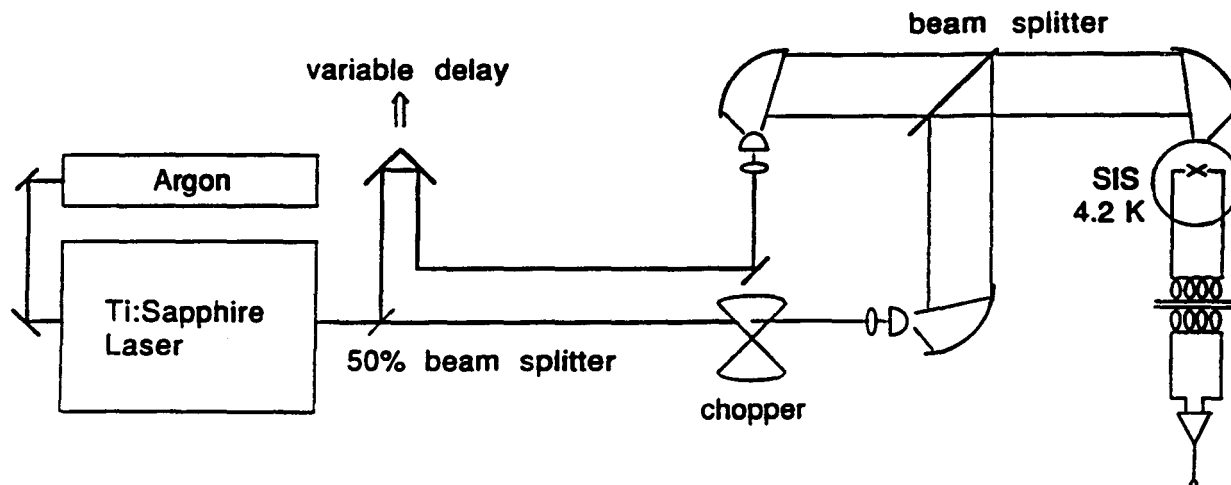 beam splitter
variable delay
Argon
SIS
4.2 K
Ti:Sapphire
Laser
50% beam splitter
chopper